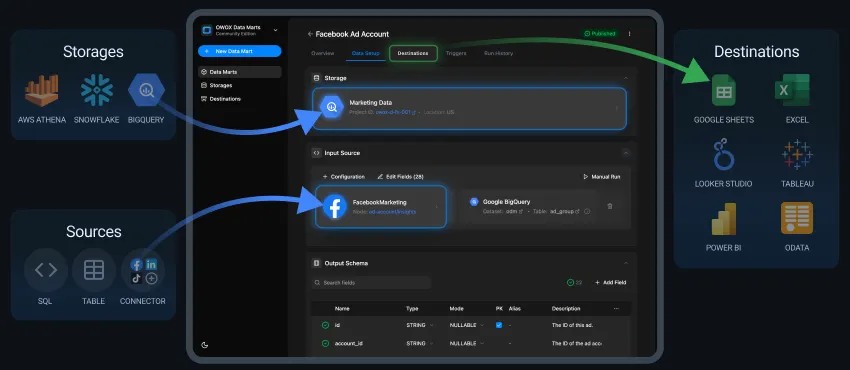 Storages
AWS ATHENA
SNOWFLAKE
BIGQUERY
Sources
SQL
TABLE
CONNECTOR
OWOX Data Marts
Community Edition
+ New Data Mart
Data Marts
Storages
Destinations
Facebook Ad Account
Published
Overview
Data Setup
Destinations
Triggers
Run History
Storage
Marketing Data
Project ID:
Location: US
Input Source
+ Configuration
Edit Fields (28)
Manual Run
FacebookMarketing
Node: ad-account/insights
Google BigQuery
Dataset: adm
Table: ad_group
Output Schema
Search fields
+ Add Field
Name Type Mode PK Alias Description
id STRING NULLABLE - The ID of this ad.
account_id STRING NULLABLE - The ID of the ad acco
Destinations
GOOGLE SHEETS
EXCEL
LOOKER STUDIO
TABLEAU
POWER BI
ODATA